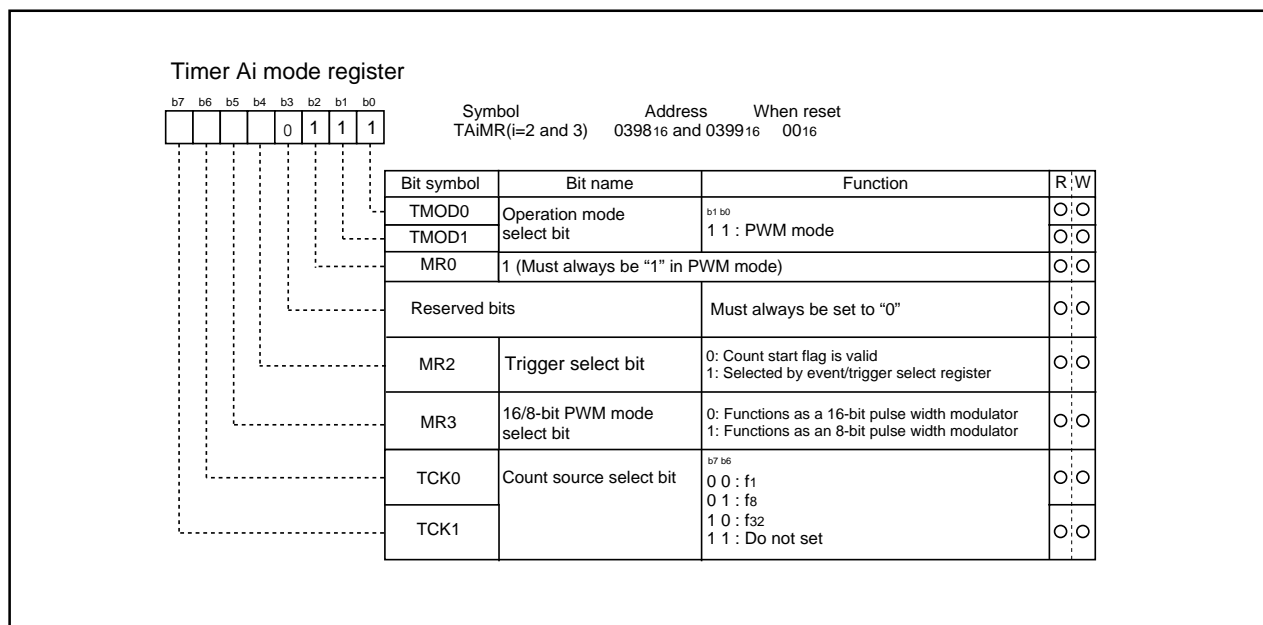 Timer Ai mode register
b7 b6 b5 b4 b3 b2 b1 b0
0 1 1 1
Symbol Address When reset
TAiMR(i=2 and 3) 039816 and 039916 0016
Bit symbol Bit name Function R W
TMOD0 Operation mode select bit b1 b0
TMOD1 1 1 : PWM mode
MR0 1 (Must always be “1” in PWM mode)
Reserved bits Must always be set to “0”
MR2 Trigger select bit 0: Count start flag is valid
1: Selected by event/trigger select register
MR3 16/8-bit PWM mode select bit 0: Functions as a 16-bit pulse width modulator
1: Functions as an 8-bit pulse width modulator
TCK0 Count source select bit b7 b6
0 0 : f1
0 1 : f8
TCK1 1 0 : f32
1 1 : Do not set